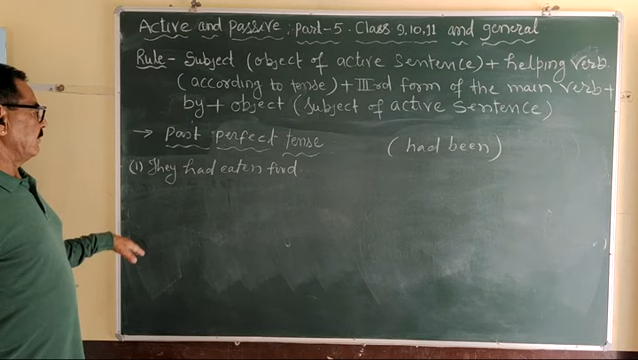 Active and Passive : Part-5. Class 9,10,11 and general
Rule - Subject (object of active Sentence) + helping verb
(according to tense) + IIIrd form of the main verb +
by + object (Subject of active Sentence)
→ Past perfect tense (had been)
(1) They had eaten